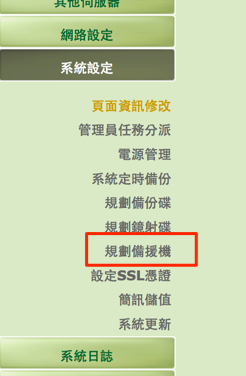 其他伺服器
網路設定
系統設定
頁面資訊修改
管理員任務分派
電源管理
系統定時備份
規劃備份碟
規劃鏡射碟
規劃備援機
設定SSL憑證
簡訊儲值
系統更新
系統日誌